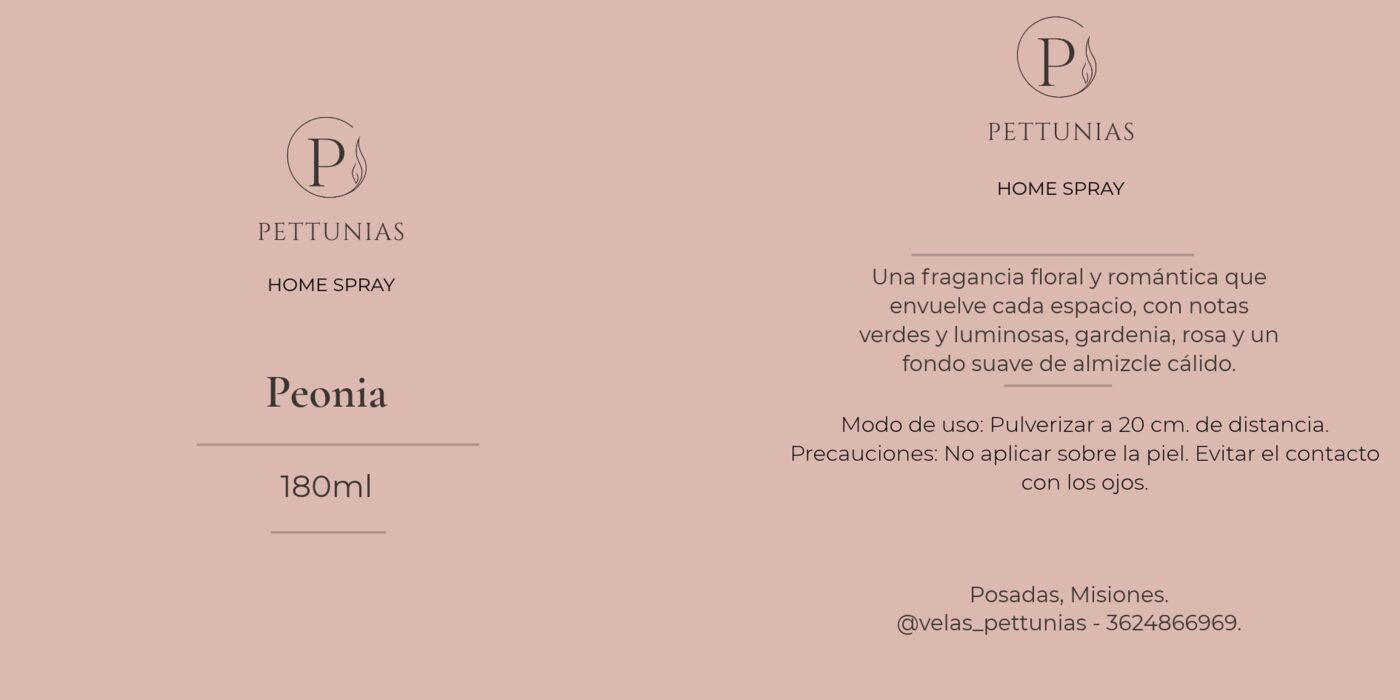 P
PETTUNIAS
HOME SPRAY
Peonia
180ml
P
PETTUNIAS
HOME SPRAY
Una fragancia floral y romántica que
envuelve cada espacio, con notas
verdes y luminosas, gardenia, rosa y un
fondo suave de almizcle cálido.
Modo de uso: Pulverizar a 20 cm. de distancia.
Precauciones: No aplicar sobre la piel. Evitar el contacto
con los ojos.
Posadas, Misiones.
@velas_pettunias - 3624866969.